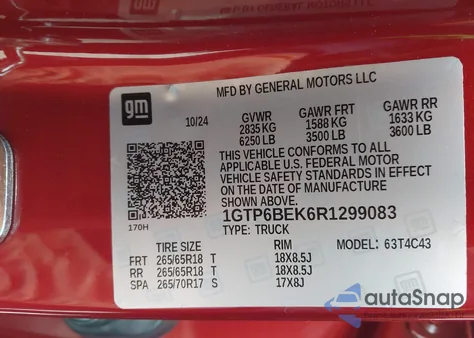 MFD BY GENERAL MOTORS LLC
gm
10/24
GVWR GAWR FRT GAWR RR
2835 KG 1588 KG 1633 KG
6250 LB 3500 LB 3600 LB
THIS VEHICLE CONFORMS TO ALL
APPLICABLE U.S. FEDERAL MOTOR
VEHICLE SAFETY STANDARDS IN EFFECT
ON THE DATE OF MANUFACTURE
SHOWN ABOVE.
1GTP6BEK6R1299083
170H
TYPE: TRUCK
TIRE SIZE RIM MODEL: 63T4C43
FRT 265/65R18 T 18X8.5J
RR 265/65R18 T 18X8.5J
SPA 265/70R17 S 17X8J
autoSnap